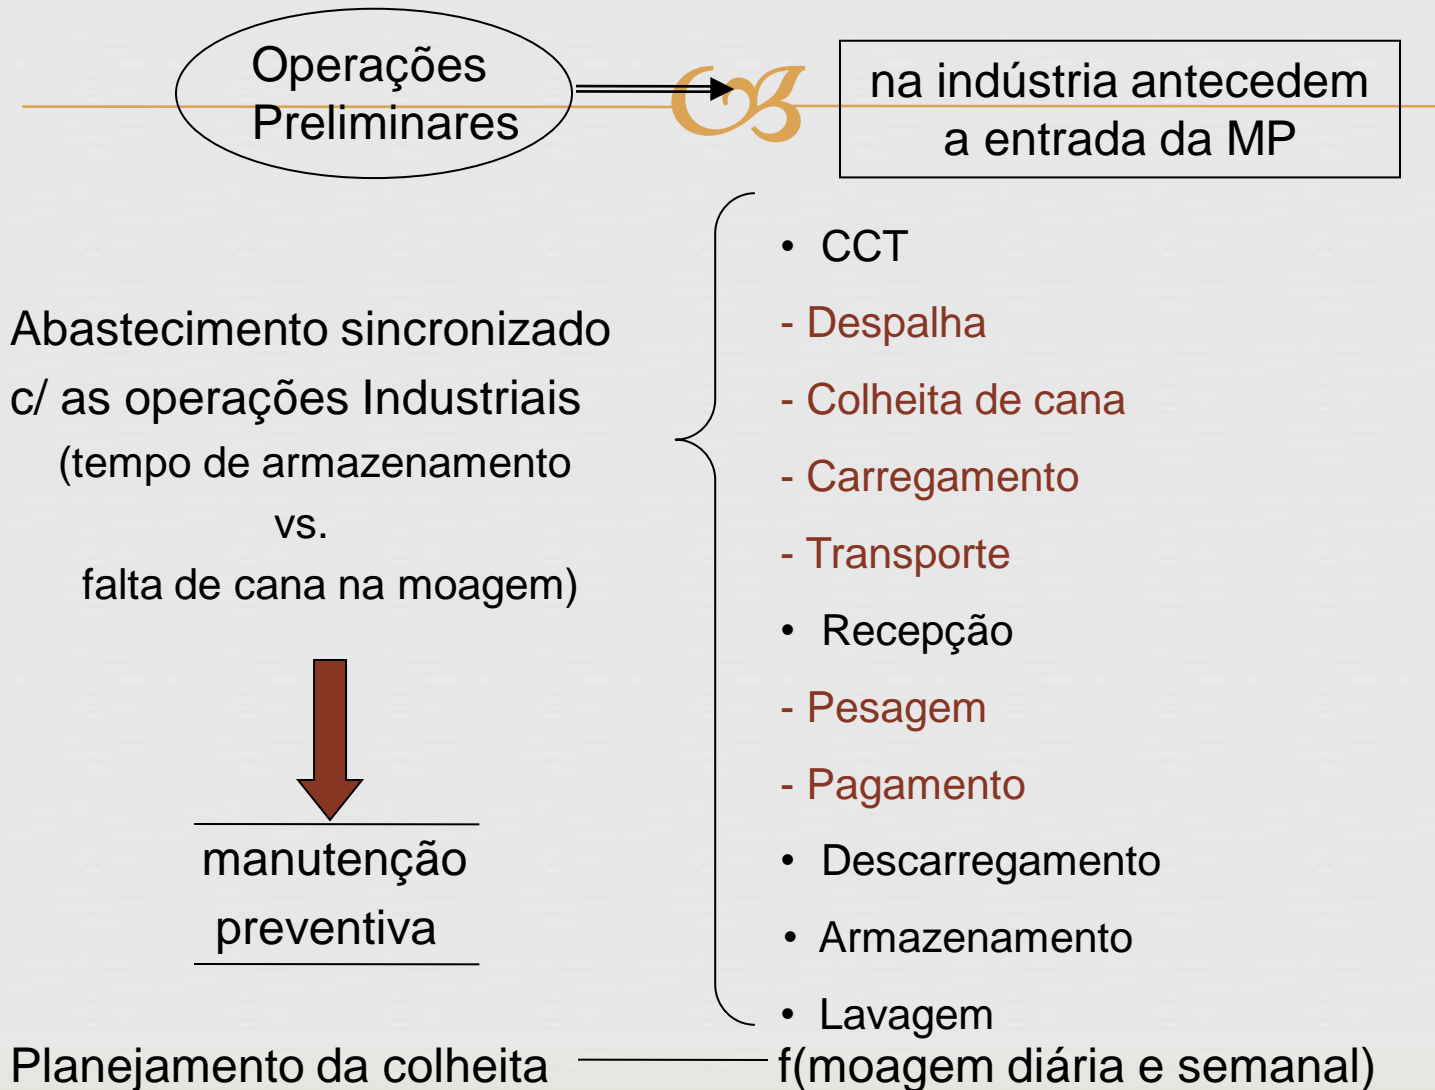 Operações
Preliminares
na indústria antecedem
a entrada da MP
Abastecimento sincronizado
c/ as operações Industriais
(tempo de armazenamento
vs.
falta de cana na moagem)
manutenção
preventiva
• CCT
- Despalha
- Colheita de cana
- Carregamento
- Transporte
• Recepção
- Pesagem
- Pagamento
• Descarregamento
• Armazenamento
• Lavagem
Planejamento da colheita
f(moagem diária e semanal)